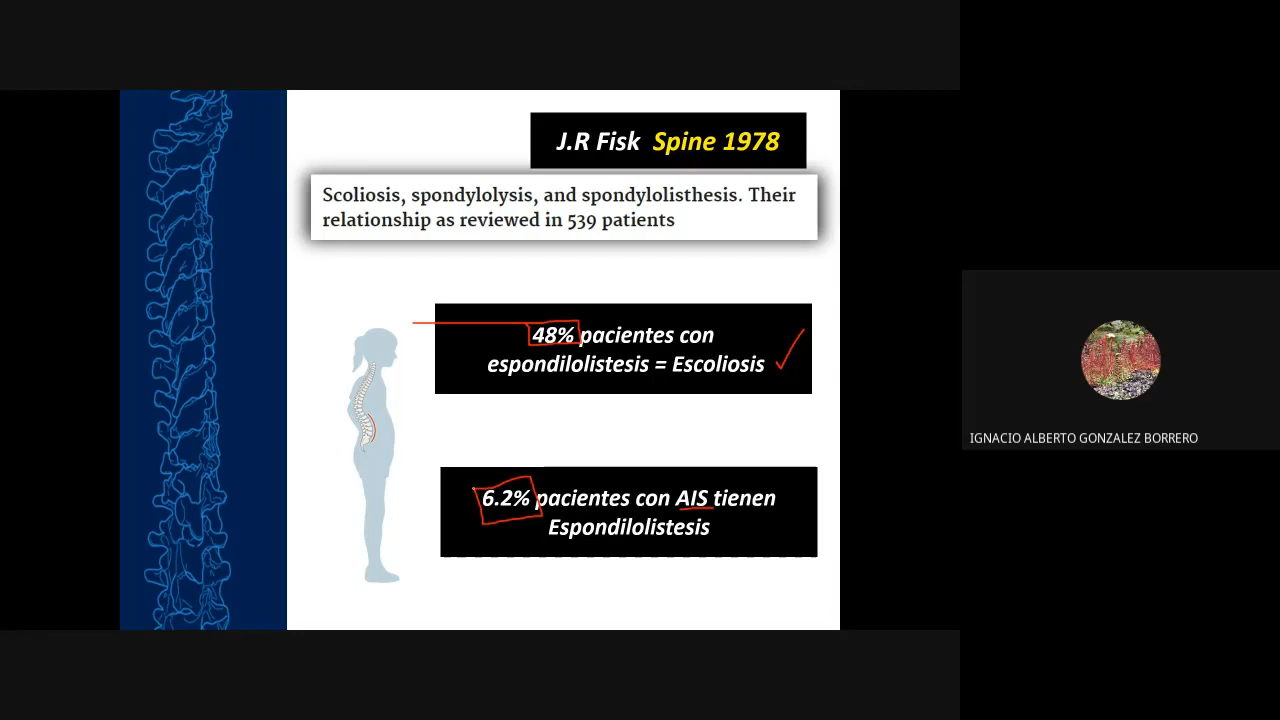 J.R Fisk Spine 1978
Scoliosis, spondylolysis, and spondylolisthesis. Their
relationship as reviewed in 539 patients
48% pacientes con
espondilolistesis = Escoliosis
6.2% pacientes con AIS tienen
Espondilolistesis
IGNACIO ALBERTO GONZALEZ BORRERO